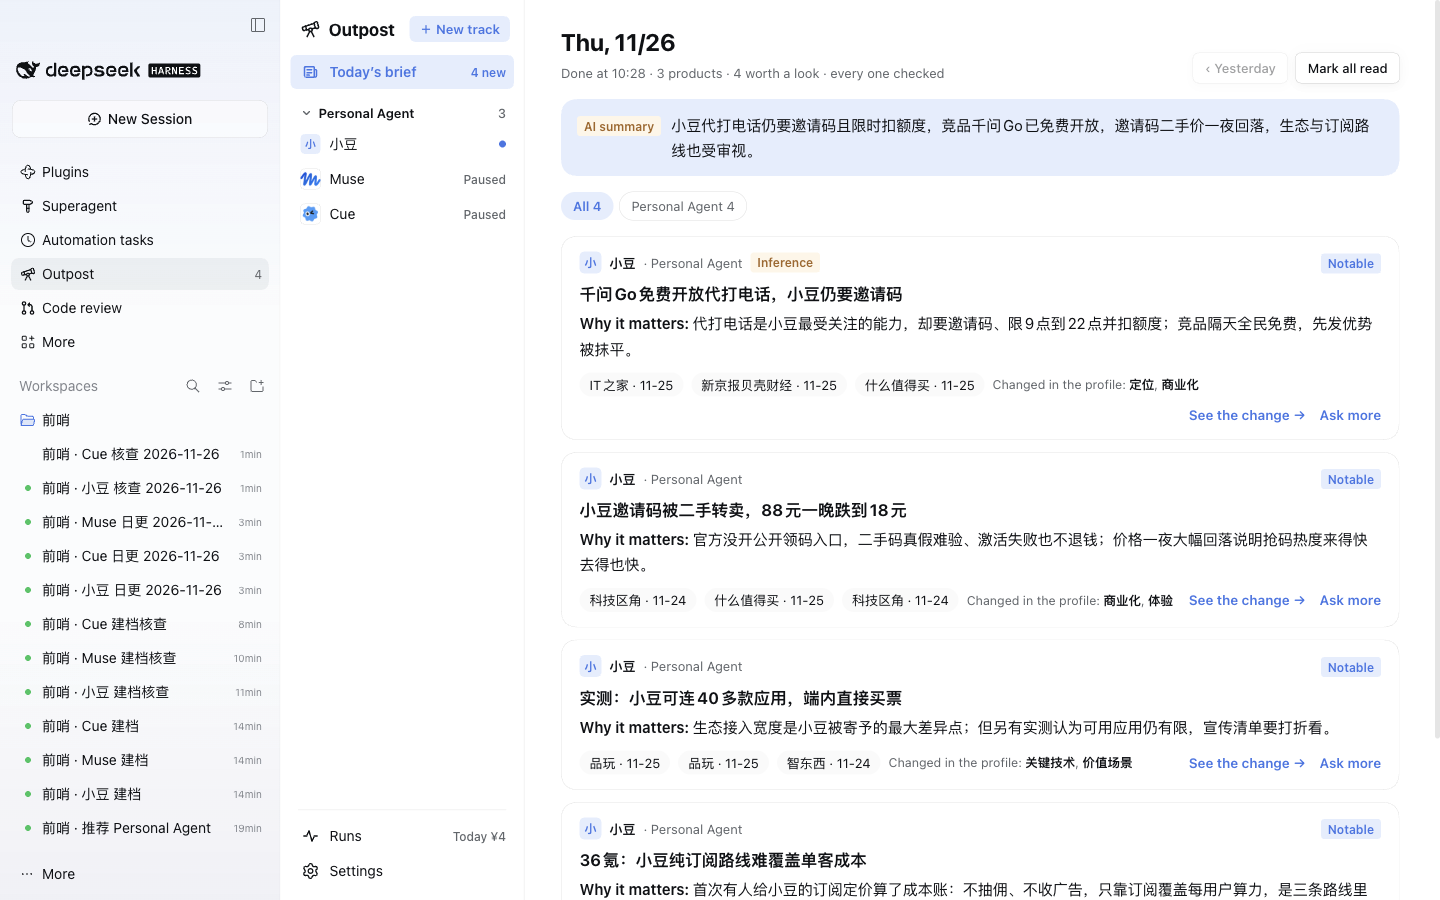 deepseek HARNESS
New Session
Plugins
Superagent
Automation tasks
Outpost 4
Code review
More
Workspaces
前哨
前哨 · Cue 核查 2026-11-26 1min
前哨 · 小豆 核查 2026-11-26 1min
前哨 · Muse 日更 2026-11-... 3min
前哨 · Cue 日更 2026-11-26 3min
前哨 · 小豆 日更 2026-11-26 3min
前哨 · Cue 建档核查 8min
前哨 · Muse 建档核查 10min
前哨 · 小豆 建档核查 11min
前哨 · Cue 建档 14min
前哨 · Muse 建档 14min
前哨 · 小豆 建档 14min
前哨 · 推荐 Personal Agent 19min
··· More
Outpost + New track
Today’s brief 4 new
Personal Agent 3
小 小豆
Muse Paused
Cue Paused
Runs Today ¥4
Settings
Thu, 11/26
Done at 10:28 · 3 products · 4 worth a look · every one checked
‹ Yesterday Mark all read
AI summary 小豆代打电话仍要邀请码且限时扣额度，竞品千问Go已免费开放，邀请码二手价一夜回落，生态与订阅路
线也受审视。
All 4 Personal Agent 4
小 小豆 · Personal Agent Inference Notable
千问Go免费开放代打电话，小豆仍要邀请码
Why it matters: 代打电话是小豆最受关注的能力，却要邀请码、限9点到22点并扣额度；竞品隔天全民免费，先发优势
被抹平。
IT之家 · 11-25 新京报贝壳财经 · 11-25 什么值得买 · 11-25 Changed in the profile: 定位, 商业化
See the change → Ask more
小 小豆 · Personal Agent Notable
小豆邀请码被二手转卖，88元一晚跌到18元
Why it matters: 官方没开公开领码入口，二手码真假难验、激活失败也不退钱；价格一夜大幅回落说明抢码热度来得快
去得也快。
科技区角 · 11-24 什么值得买 · 11-25 科技区角 · 11-24 Changed in the profile: 商业化, 体验 See the change → Ask more
小 小豆 · Personal Agent Notable
实测：小豆可连40多款应用，端内直接买票
Why it matters: 生态接入宽度是小豆被寄予的最大差异点；但另有实测认为可用应用仍有限，宣传清单要打折看。
品玩 · 11-25 品玩 · 11-25 智东西 · 11-24 Changed in the profile: 关键技术, 价值场景 See the change → Ask more
小 小豆 · Personal Agent Notable
36氪：小豆纯订阅路线难覆盖单客成本
Why it matters: 首次有人给小豆的订阅定价算了成本账：不抽佣、不收广告，只靠订阅覆盖每用户算力，是三条路线里